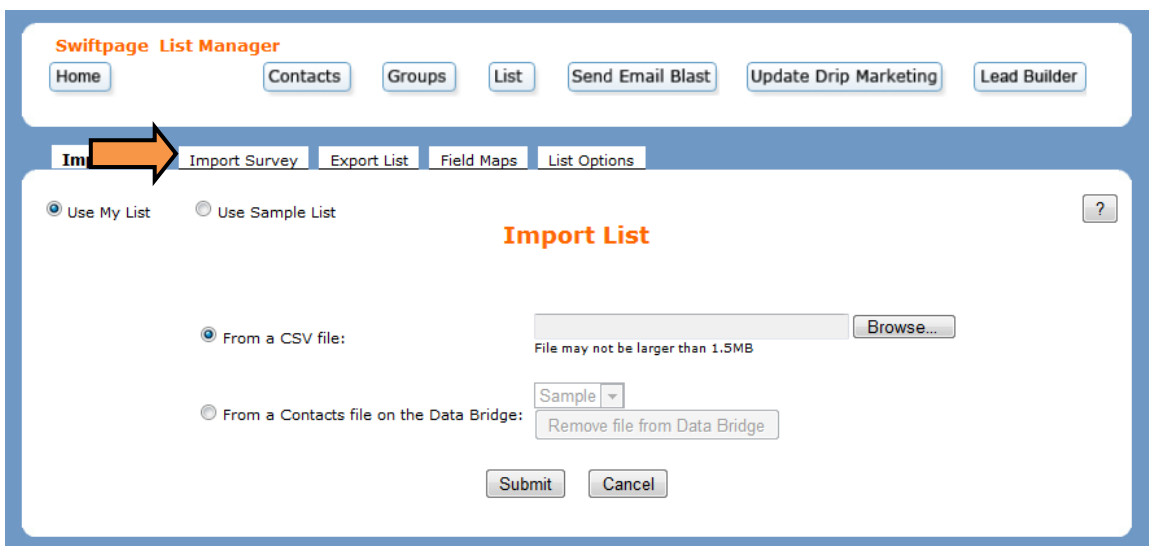 Swiftpage List Manager
Home Contacts Groups List Send Email Blast Update Drip Marketing Lead Builder
Import Survey Export List Field Maps List Options
Use My List Use Sample List ?
Import List
From a CSV file: Browse...
File may not be larger than 1.5MB
Sample
From a Contacts file on the Data Bridge:
Remove file from Data Bridge
Submit Cancel